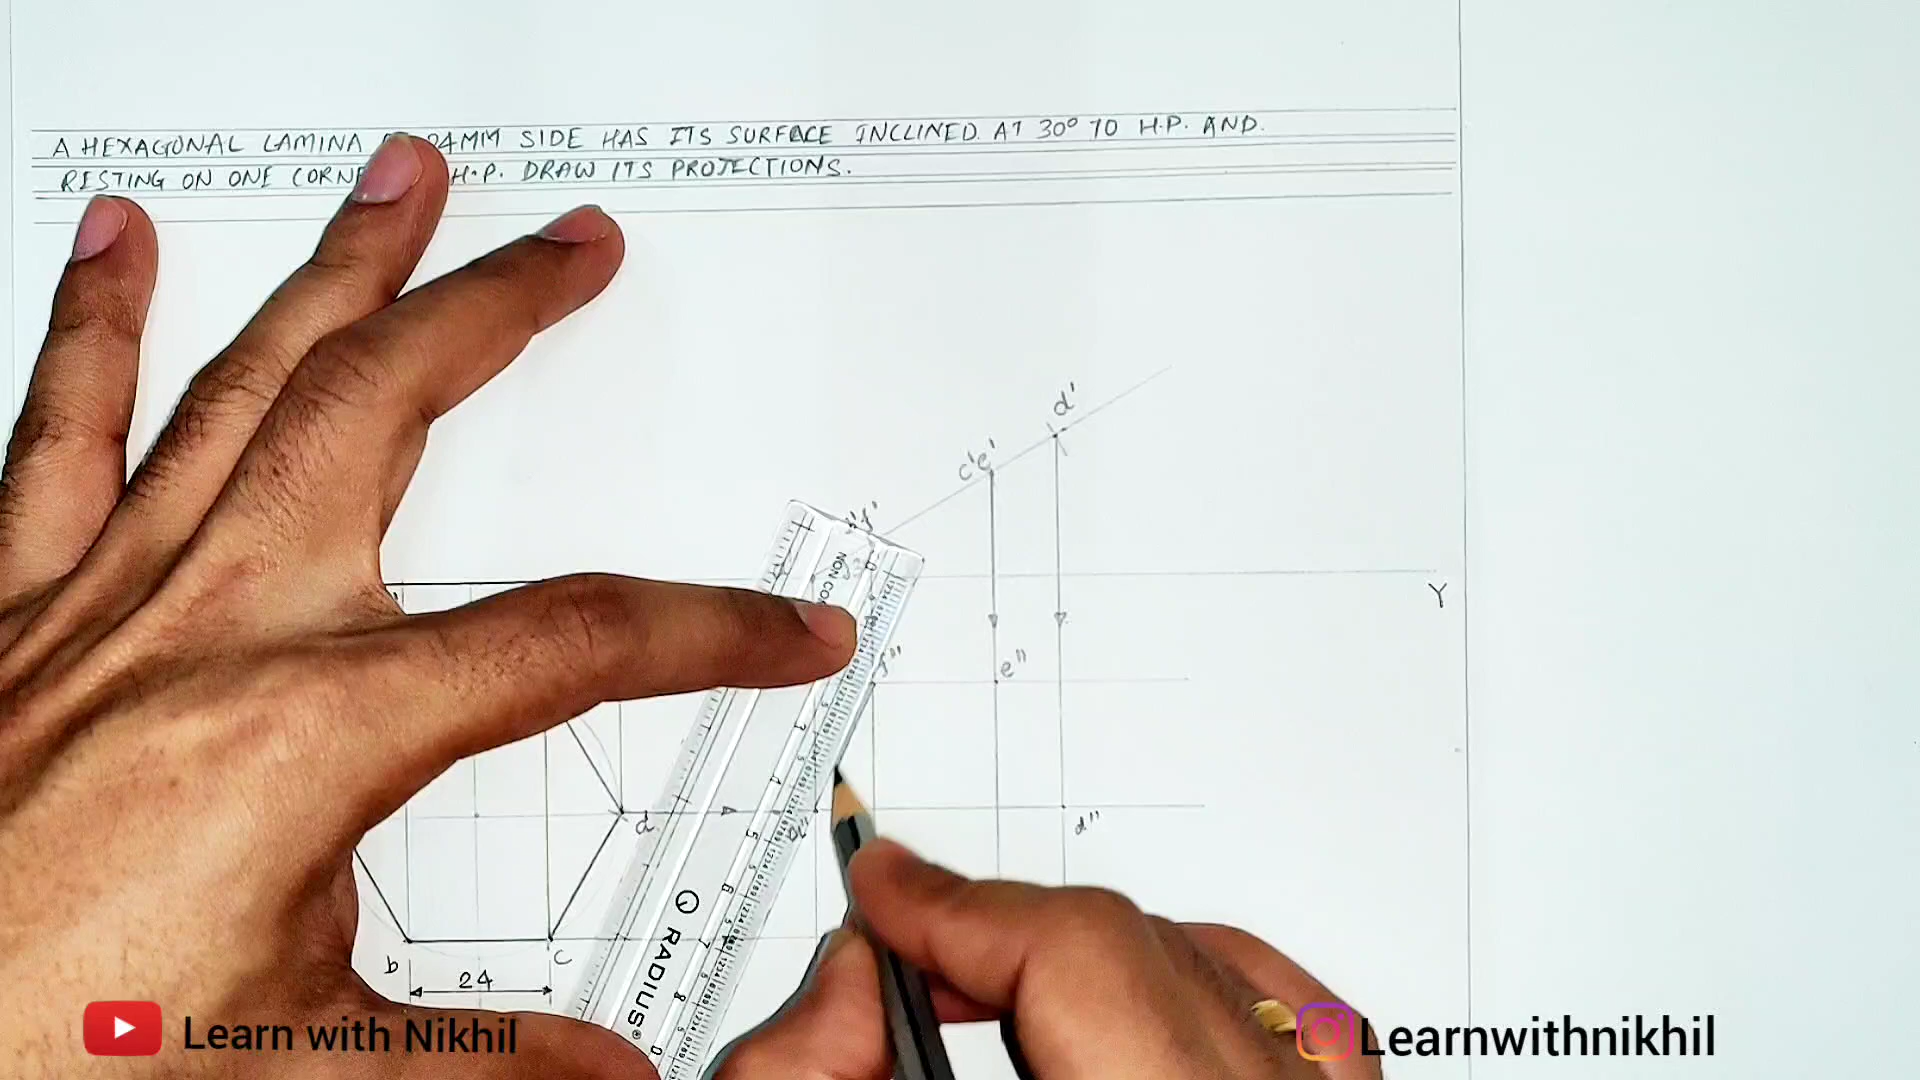 A HEXAGONAL LAMINA 24MM SIDE HAS ITS SURFACE INCLINED AT 30° TO H.P. AND.
RESTING ON ONE H.P. DRAW ITS PROJECTIONS.
d'
c'e'
f'
Y
f"
e"
d
a"
d"
b
c
24
RADIUS
Learn with Nikhil
Learnwithnikhil